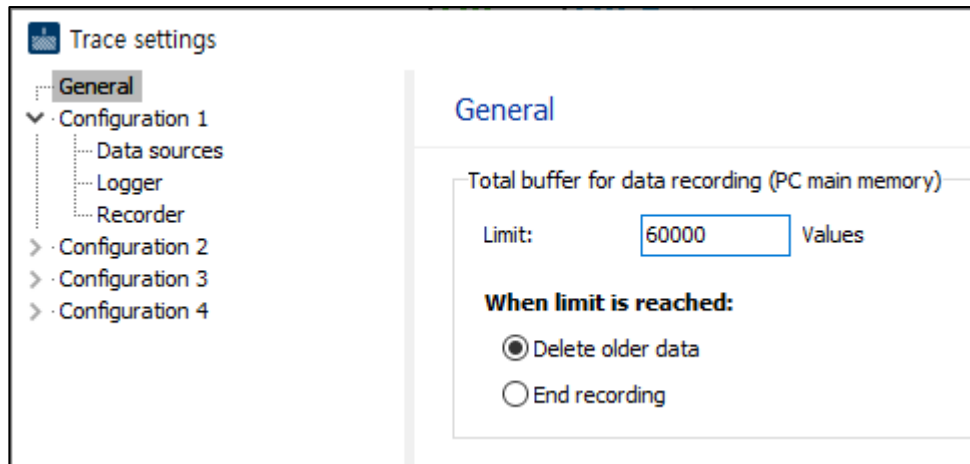 Trace settings
General
Configuration 1
Data sources
Logger
Recorder
Configuration 2
Configuration 3
Configuration 4
General
Total buffer for data recording (PC main memory)
Limit: 60000 Values
When limit is reached:
Delete older data
End recording